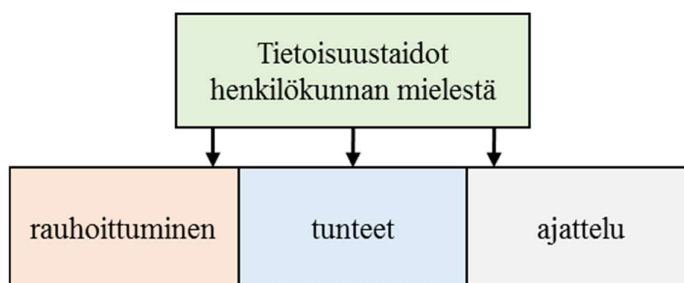 Tietoisuustaidot
henkilökunnan mielestä
rauhoittuminen
tunteet
ajattelu